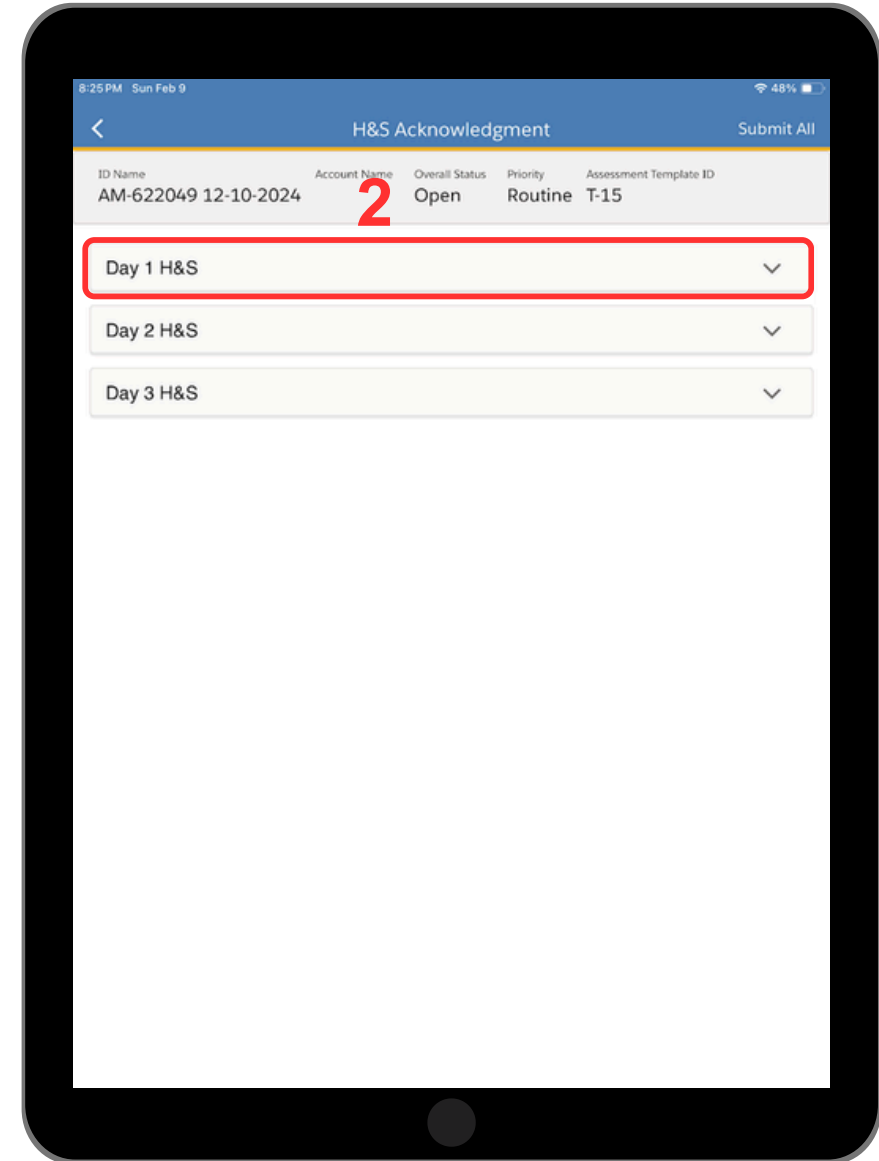 8:25 PM Sun Feb 9 48%
H&S Acknowledgment Submit All
ID Name Account Name Overall Status Priority Assessment Template ID
AM-622049 12-10-2024 Open Routine T-15
2
Day 1 H&S
Day 2 H&S
Day 3 H&S